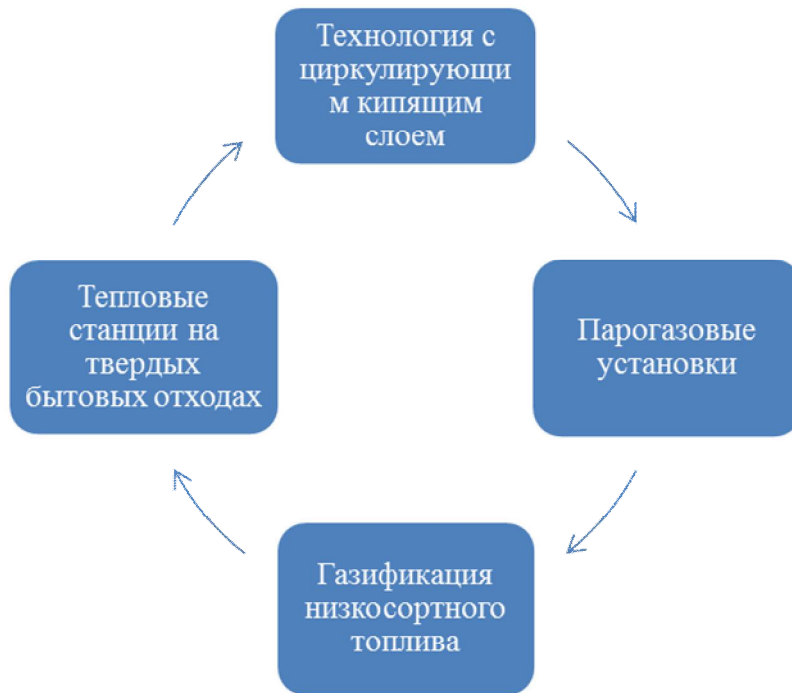 Технология с
циркулирующи
м кипящим
слоем
Парогазовые
установки
Газификация
низкосортного
топлива
Тепловые
станции на
твердых
бытовых отходах